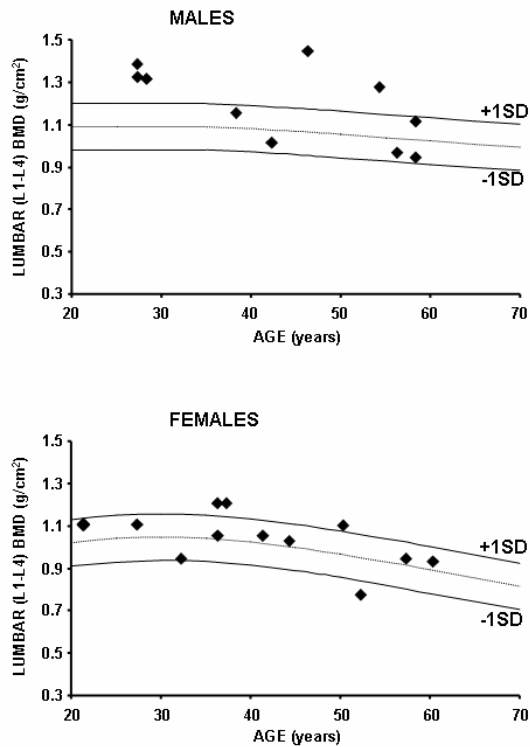 MALES
LUMBAR (L1-L4) BMD (g/cm²)
1.5
1.3
1.1
0.9
0.7
0.5
0.3
+1SD
-1SD
20 30 40 50 60 70
AGE (years)
FEMALES
LUMBAR (L1-L4) BMD (g/cm²)
1.5
1.3
1.1
0.9
0.7
0.5
0.3
+1SD
-1SD
20 30 40 50 60 70
AGE (years)